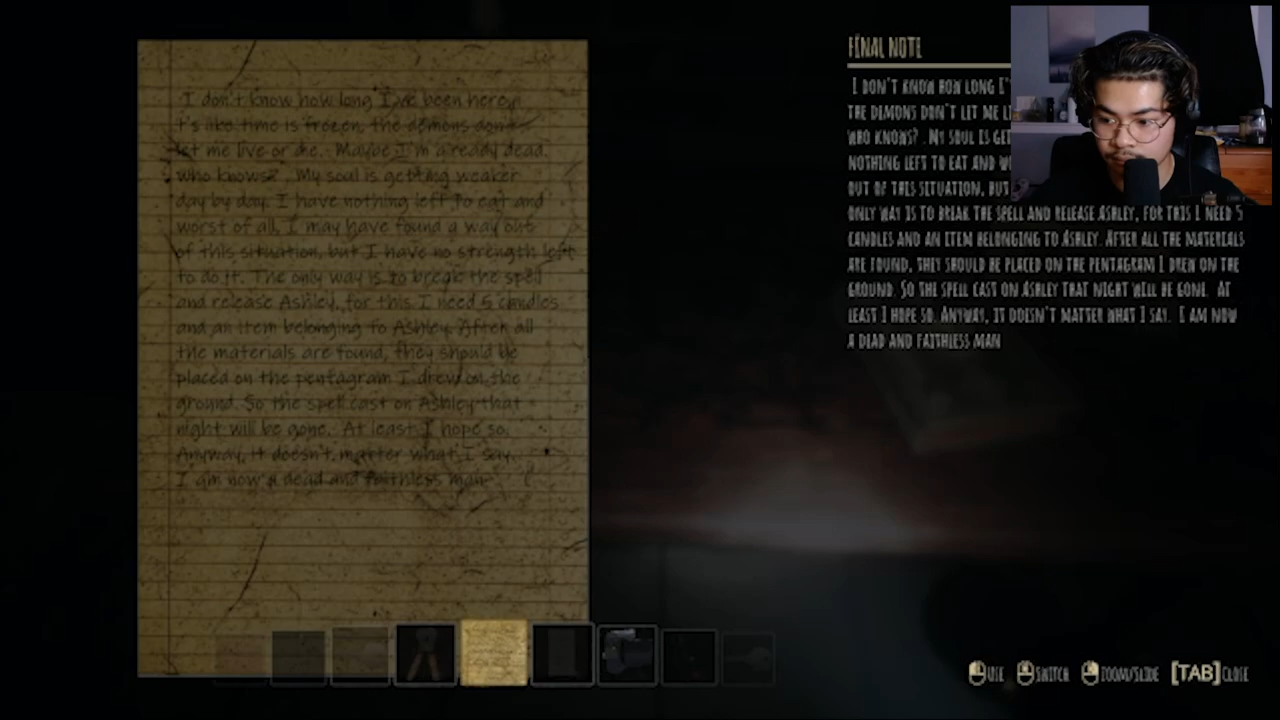 I don't know how long I've been here,
t's like time is frozen, the demons don't
let me live or die. Maybe I'm aready dead.
who knows? . My soul is getting weaker
day by day. I have nothing left to eat and
worst of all, I may have found a way out
of this situation, but I have no strength left
to do it. The only way is to break the spell
and release Ashley, for this I need 5 candles
and an item belonging to Ashley. After all
the materials are found, they should be
placed on the pentagram I drew on the
ground. So the spell cast on Ashley that
night will be gone. At least I hope so.
Anyway, it doesn't matter what I say.
I am now a dead and faithless man
FINAL NOTE
I DON'T KNOW HOW LONG I'
THE DEMONS DON'T LET ME
WHO KNOWS? . MY SOUL IS
NOTHING LEFT TO EAT AND
OUT OF THIS SITUATION, BUT
ONLY WAY IS TO BREAK THE SPELL AND RELEASE ASHLEY, FOR THIS I NEED 5
CANDLES AND AN ITEM BELONGING TO ASHLEY. AFTER ALL THE MATERIALS
ARE FOUND, THEY SHOULD BE PLACED ON THE PENTAGRAM I DREW ON THE
GROUND. SO THE SPELL CAST ON ASHLEY THAT NIGHT WILL BE GONE. AT
LEAST I HOPE SO. ANYWAY, IT DOESN'T MATTER WHAT I SAY. I AM NOW
A DEAD AND FAITHLESS MAN
USE SWITCH ZOOM/SLIDE [TAB] CLOSE